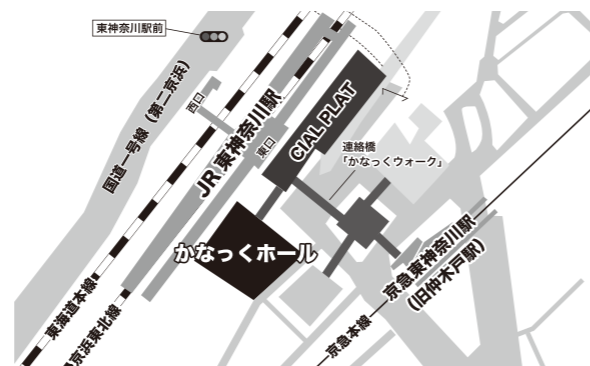 東神奈川駅前
国道一号線(第二京浜)
西口
JR 東神奈川駅
東口
CIAL PLAT
連絡橋
「かなっくウォーク」
かなっくホール
京急東神奈川駅
(旧仲木戸駅)
東海道本線
京浜東北線
京急本線